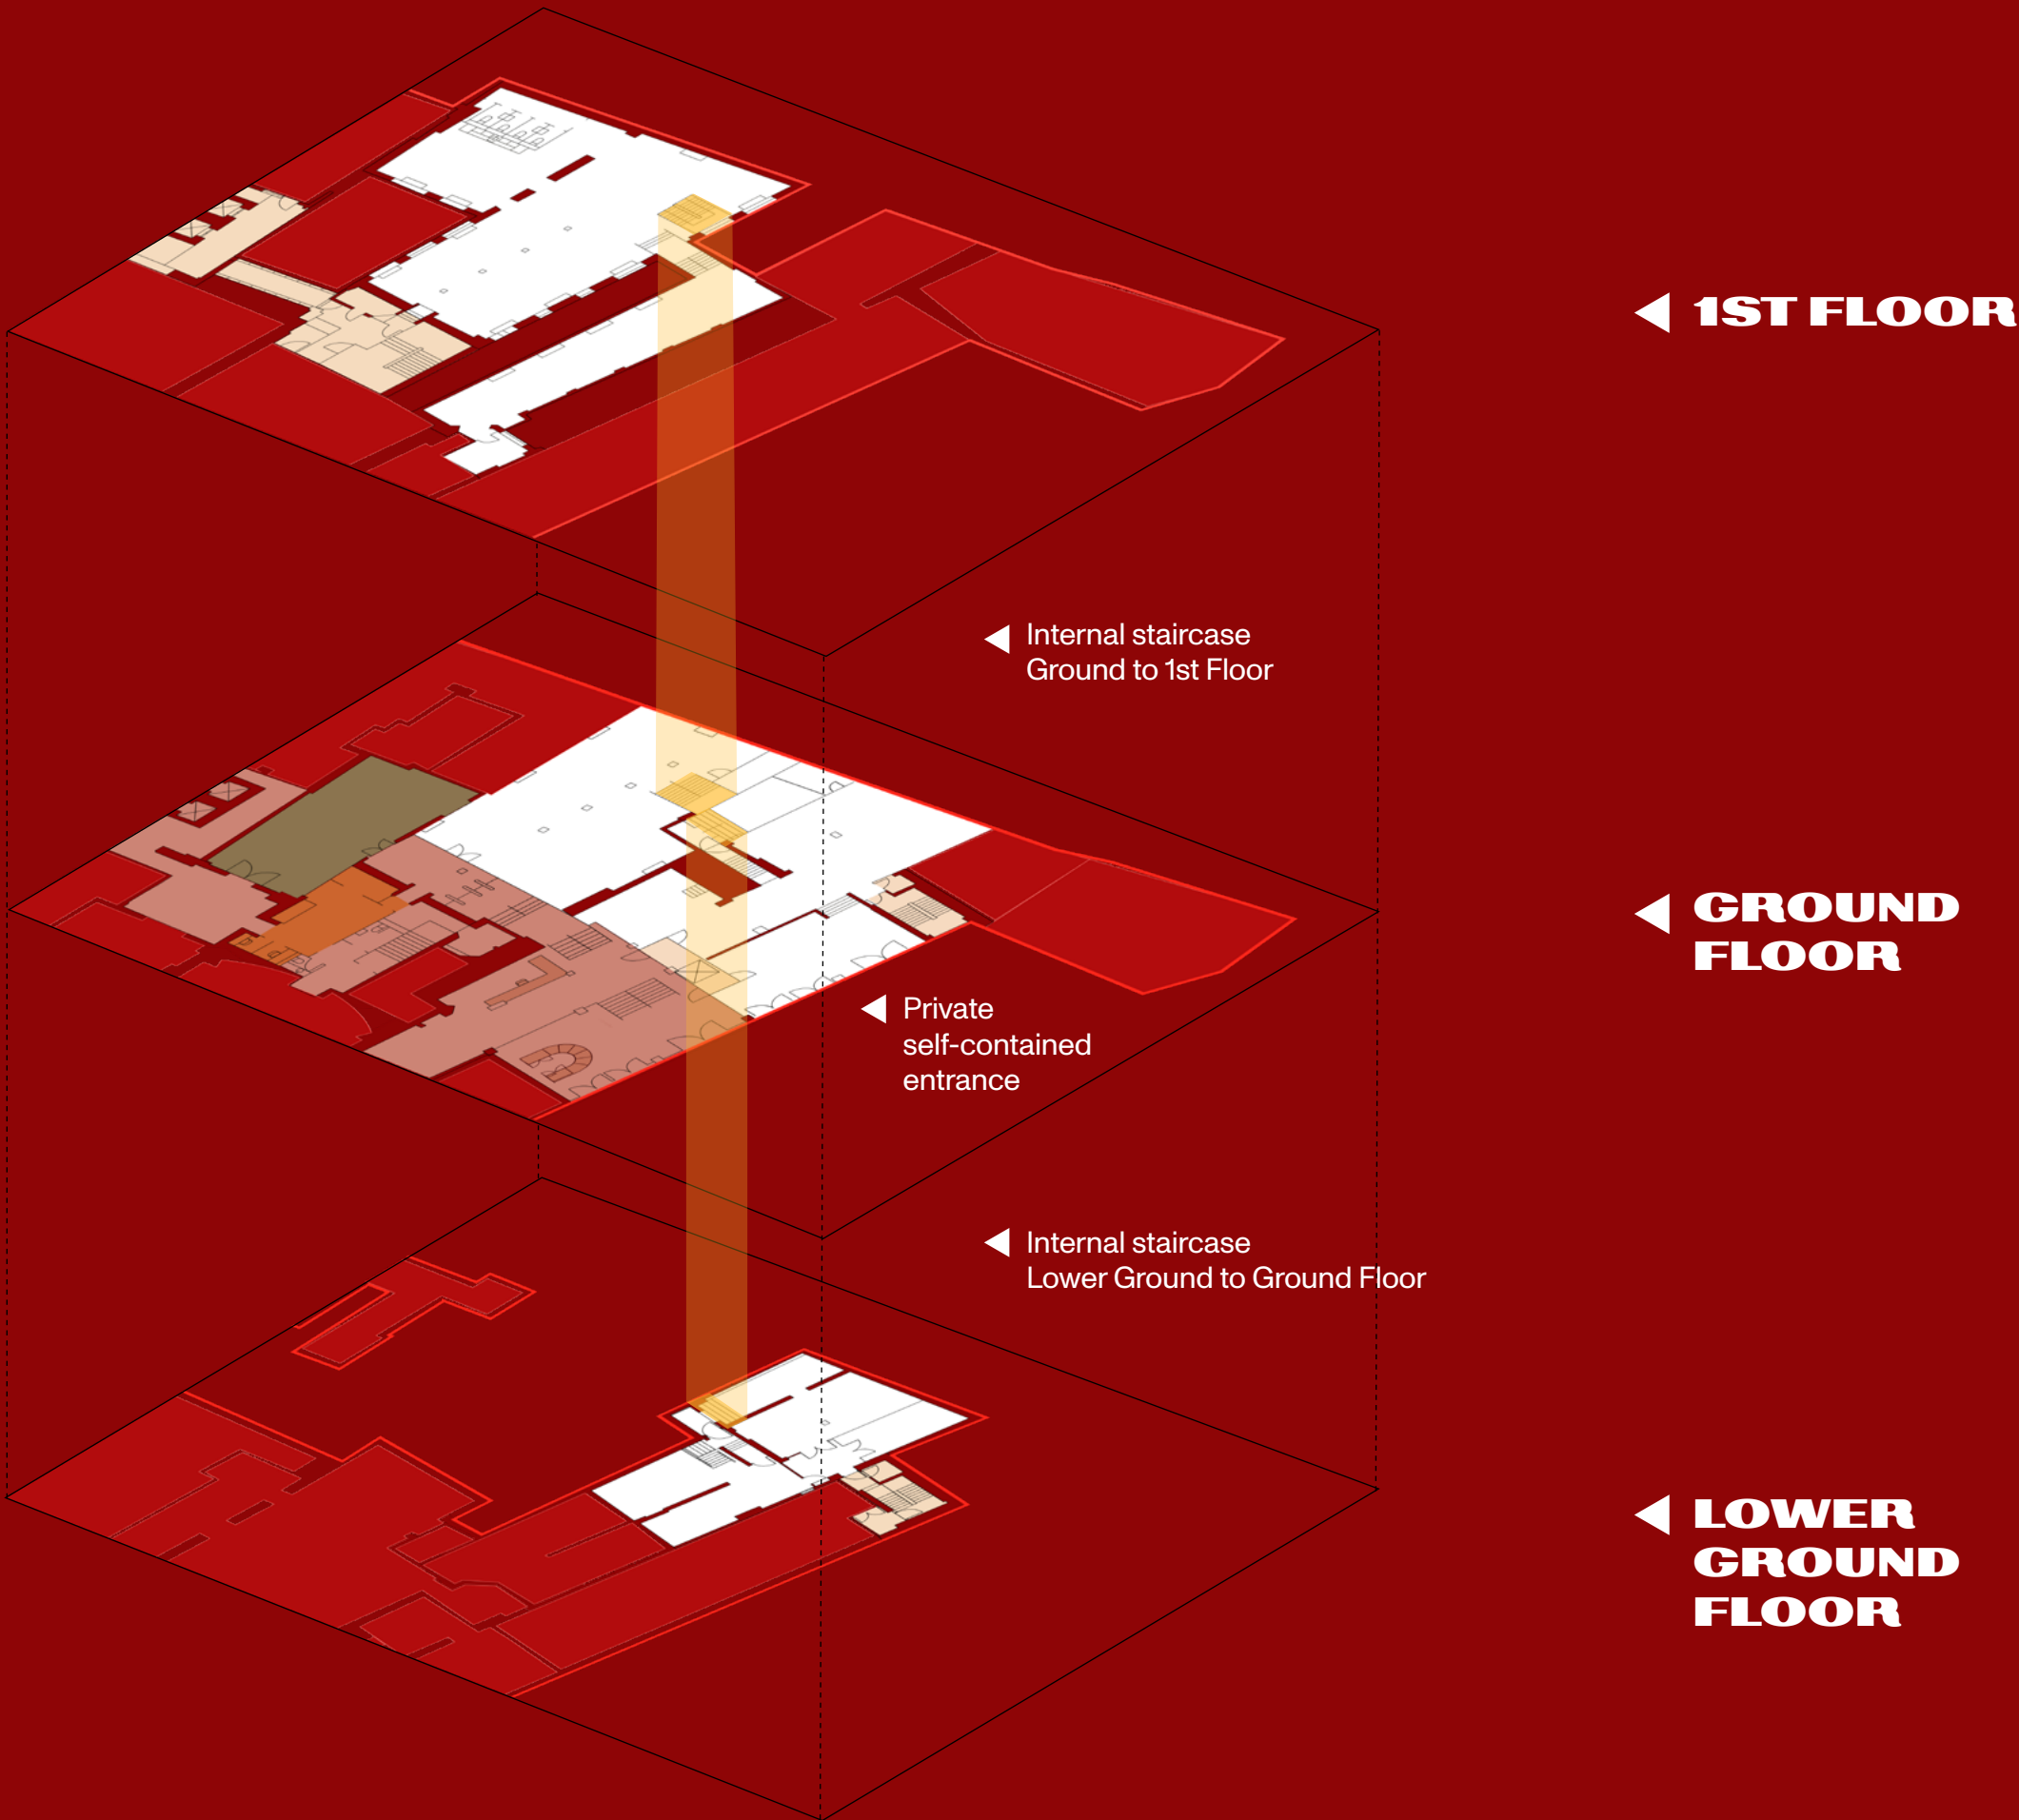 1ST FLOOR
Internal staircase
Ground to 1st Floor
GROUND
FLOOR
Private
self-contained
entrance
Internal staircase
Lower Ground to Ground Floor
LOWER
GROUND
FLOOR